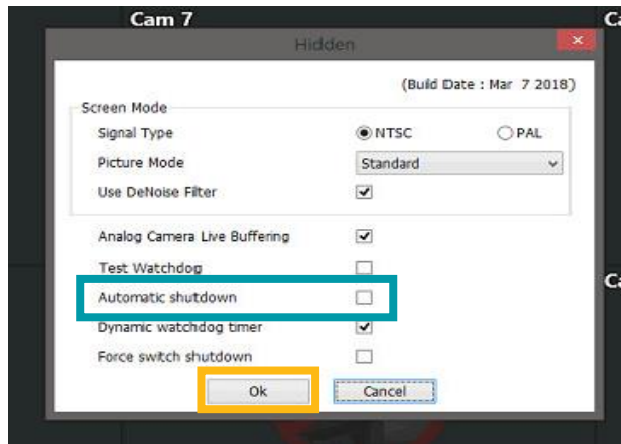 Cam 7
Hidden
(Build Date : Mar 7 2018)
Screen Mode
Signal Type NTSC PAL
Picture Mode Standard
Use DeNoise Filter
Analog Camera Live Buffering
Test Watchdog
Automatic shutdown
Dynamic watchdog timer
Force switch shutdown
Ok Cancel